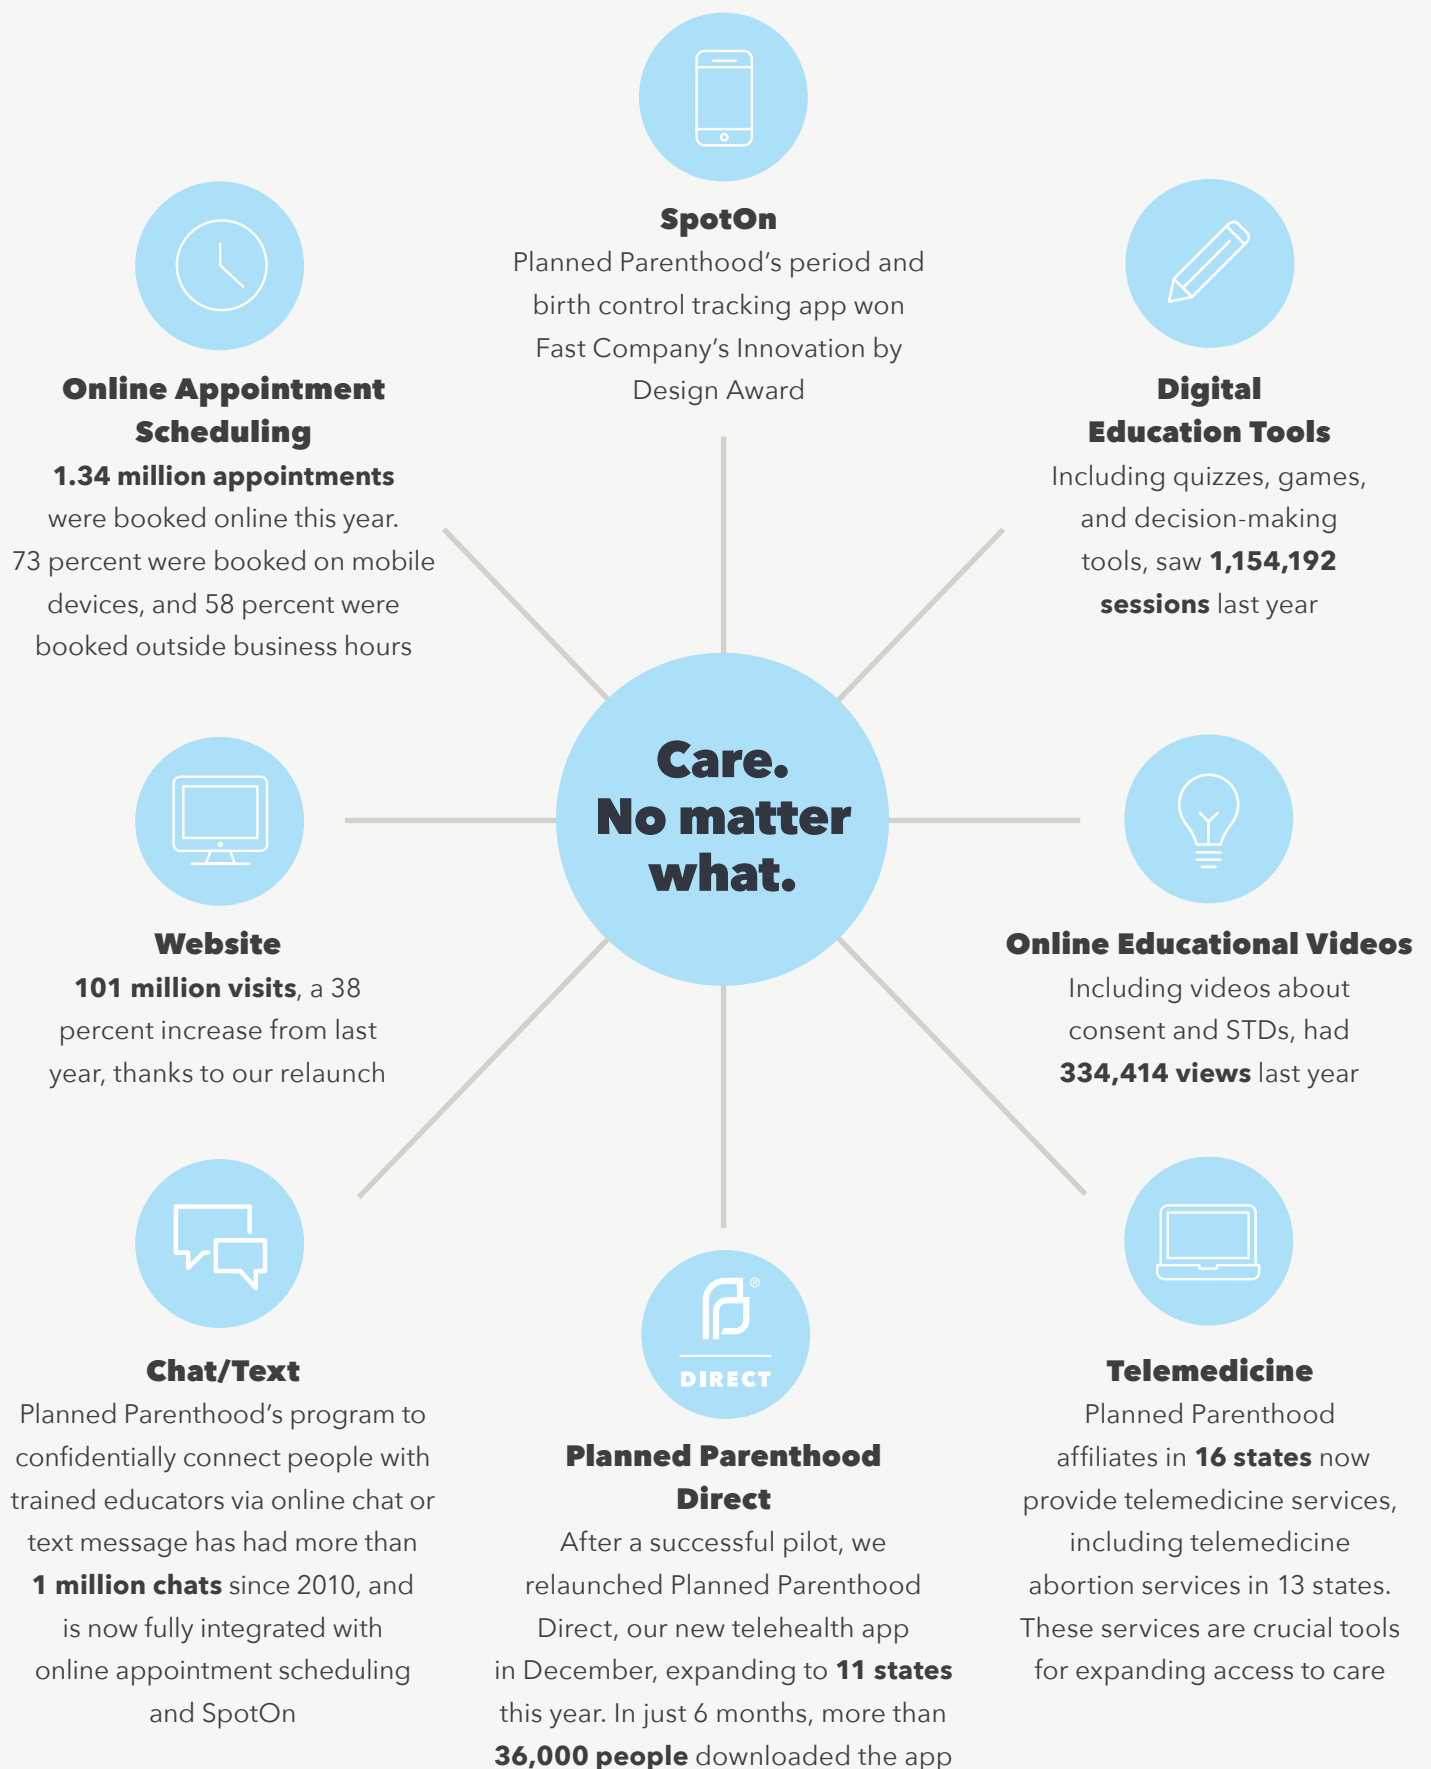 SpotOn
Planned Parenthood’s period and
birth control tracking app won
Fast Company’s Innovation by
Design Award
Online Appointment
Scheduling
1.34 million appointments
were booked online this year.
73 percent were booked on mobile
devices, and 58 percent were
booked outside business hours
Digital
Education Tools
Including quizzes, games,
and decision-making
tools, saw 1,154,192
sessions last year
Care.
No matter
what.
Website
101 million visits, a 38
percent increase from last
year, thanks to our relaunch
Online Educational Videos
Including videos about
consent and STDs, had
334,414 views last year
Chat/Text
Planned Parenthood’s program to
confidentially connect people with
trained educators via online chat or
text message has had more than
1 million chats since 2010, and
is now fully integrated with
online appointment scheduling
and SpotOn
®
DIRECT
Planned Parenthood
Direct
After a successful pilot, we
relaunched Planned Parenthood
Direct, our new telehealth app
in December, expanding to 11 states
this year. In just 6 months, more than
36,000 people downloaded the app
Telemedicine
Planned Parenthood
affiliates in 16 states now
provide telemedicine services,
including telemedicine
abortion services in 13 states.
These services are crucial tools
for expanding access to care